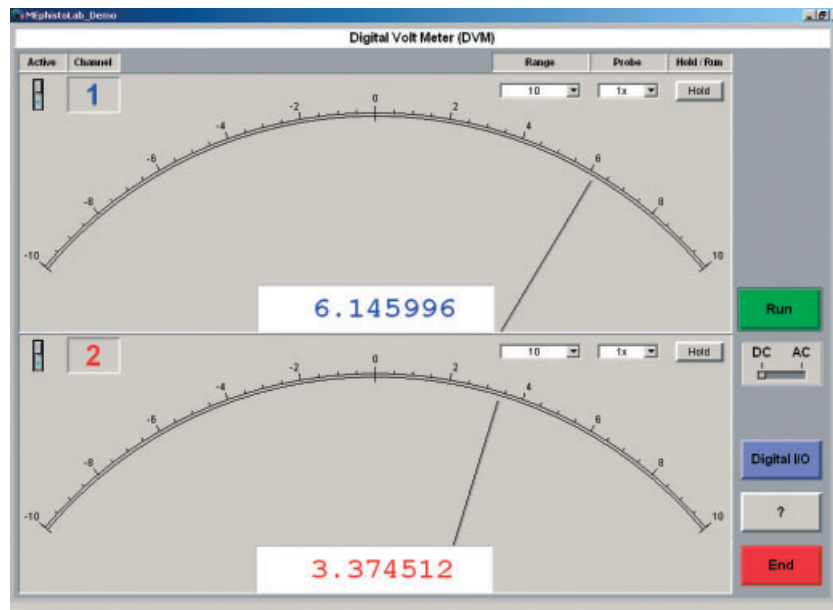 MEphistoLab_Demo
Digital Volt Meter (DVM)
Active Channel Range Probe Hold / Run
1 10 1x Hold
-10 -8 -6 -4 -2 0 2 4 6 8 10
6.145996
Run
2 10 1x Hold
DC AC
-10 -8 -6 -4 -2 0 2 4 6 8 10
3.374512
Digital I/O
?
End